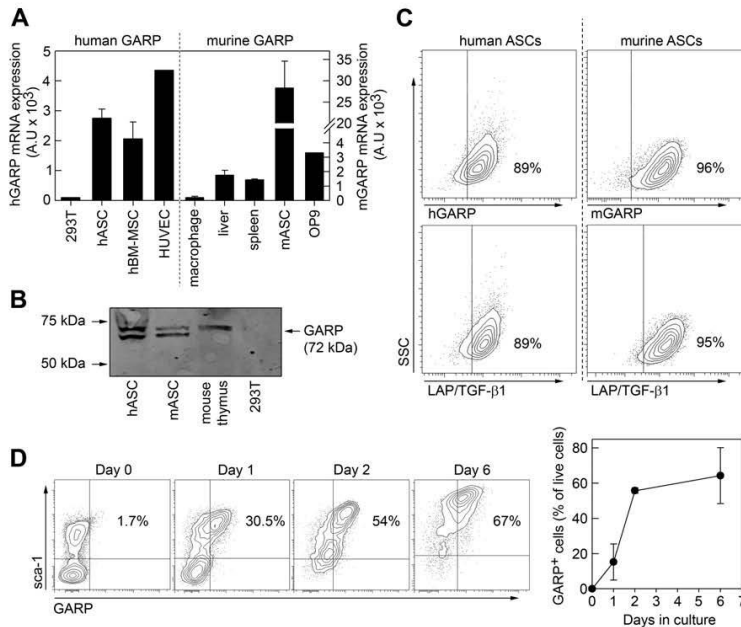 A
human GARP murine GARP
hGARP mRNA expression
(A.U x 10³)
5
4
3
2
1
0
35
30
25
20
4
3
2
1
0
mGARP mRNA expression
(A.U x 10³)
293T
hASC
hBM-MSC
HUVEC
macrophage
liver
spleen
mASC
OP9
B
75 kDa
50 kDa
GARP
(72 kDa)
hASC
mASC
mouse
thymus
293T
C
human ASCs murine ASCs
89% 96%
hGARP mGARP
SSC
89% 95%
LAP/TGF-β1 LAP/TGF-β1
D
Day 0 Day 1 Day 2 Day 6
1.7% 30.5% 54% 67%
sca-1
GARP
GARP⁺ cells (% of live cells)
80
60
40
20
0
0 1 2 3 4 5 6 7
Days in culture